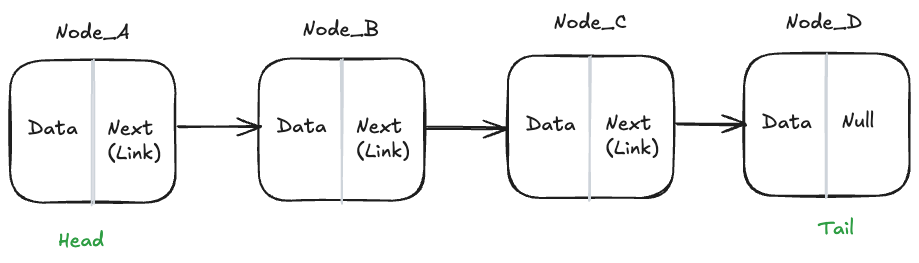 Node_A
Node_B
Node_C
Node_D
Data
Next
(Link)
Data
Next
(Link)
Data
Next
(Link)
Data
Null
Head
Tail